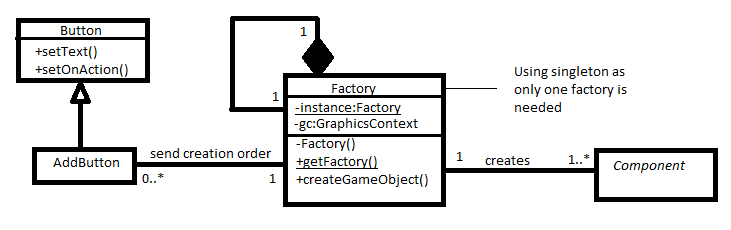 Button
+setText()
+setOnAction()
AddButton
send creation order
0..*
1
1
1
Factory
-instance:Factory
-gc:GraphicsContext
-Factory()
+getFactory()
+createGameObject()
Using singleton as
only one factory is
needed
1
creates
1..*
Component